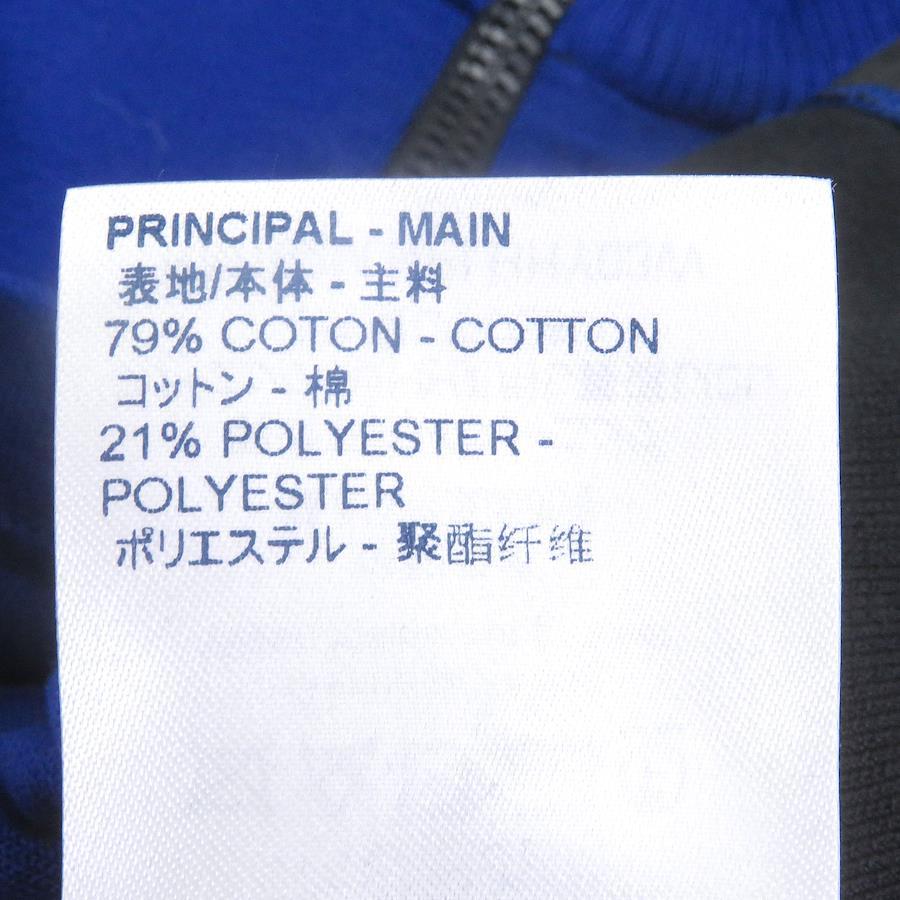 PRINCIPAL - MAIN
表地/本体 - 主料
79% COTON - COTTON
コットン - 棉
21% POLYESTER -
POLYESTER
ポリエステル - 聚酯纤维